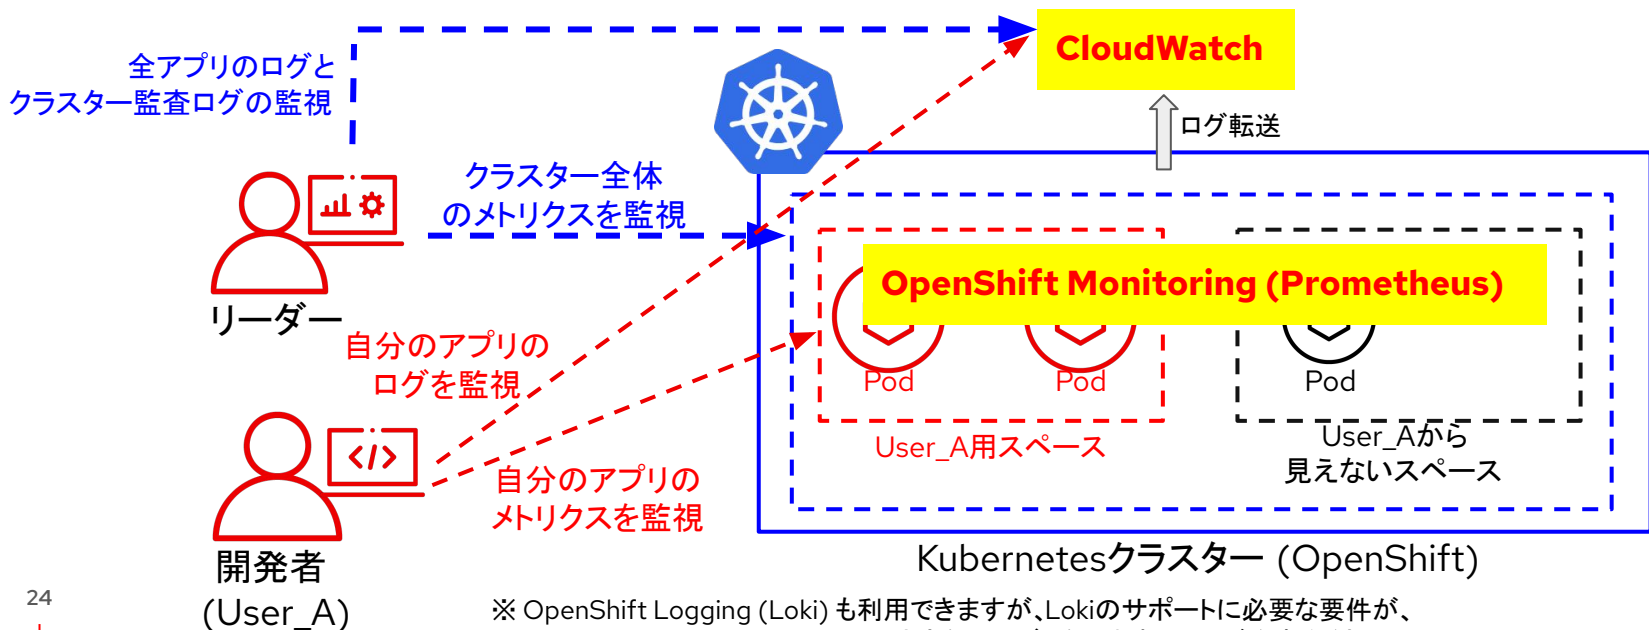 全アプリのログと
クラスター監査ログの監視
CloudWatch
ログ転送
クラスター全体
のメトリクスを監視
リーダー
OpenShift Monitoring (Prometheus)
Pod
Pod
Pod
自分のアプリの
ログを監視
User_A用スペース
User_Aから
見えないスペース
自分のアプリの
メトリクスを監視
開発者
(User_A)
Kubernetesクラスター (OpenShift)
※ OpenShift Logging (Loki) も利用できますが、Lokiのサポートに必要な要件が、
24